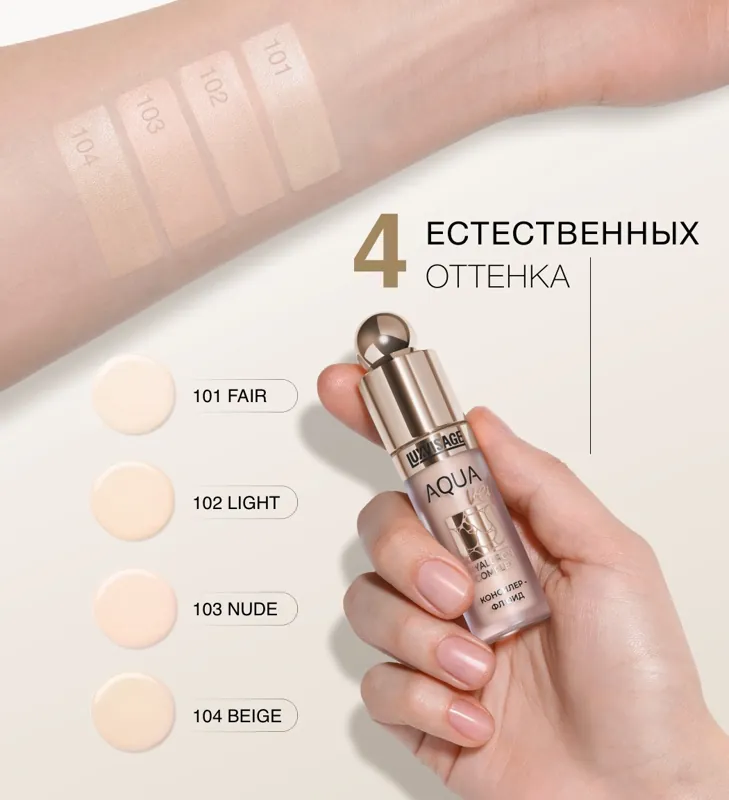 101
102
103
104
4 ЕСТЕСТВЕННЫХ
ОТТЕНКА
101 FAIR
102 LIGHT
103 NUDE
104 BEIGE
LUXVISAGE
AQUA
КОНСИЛЕР-
ФЛЮИД